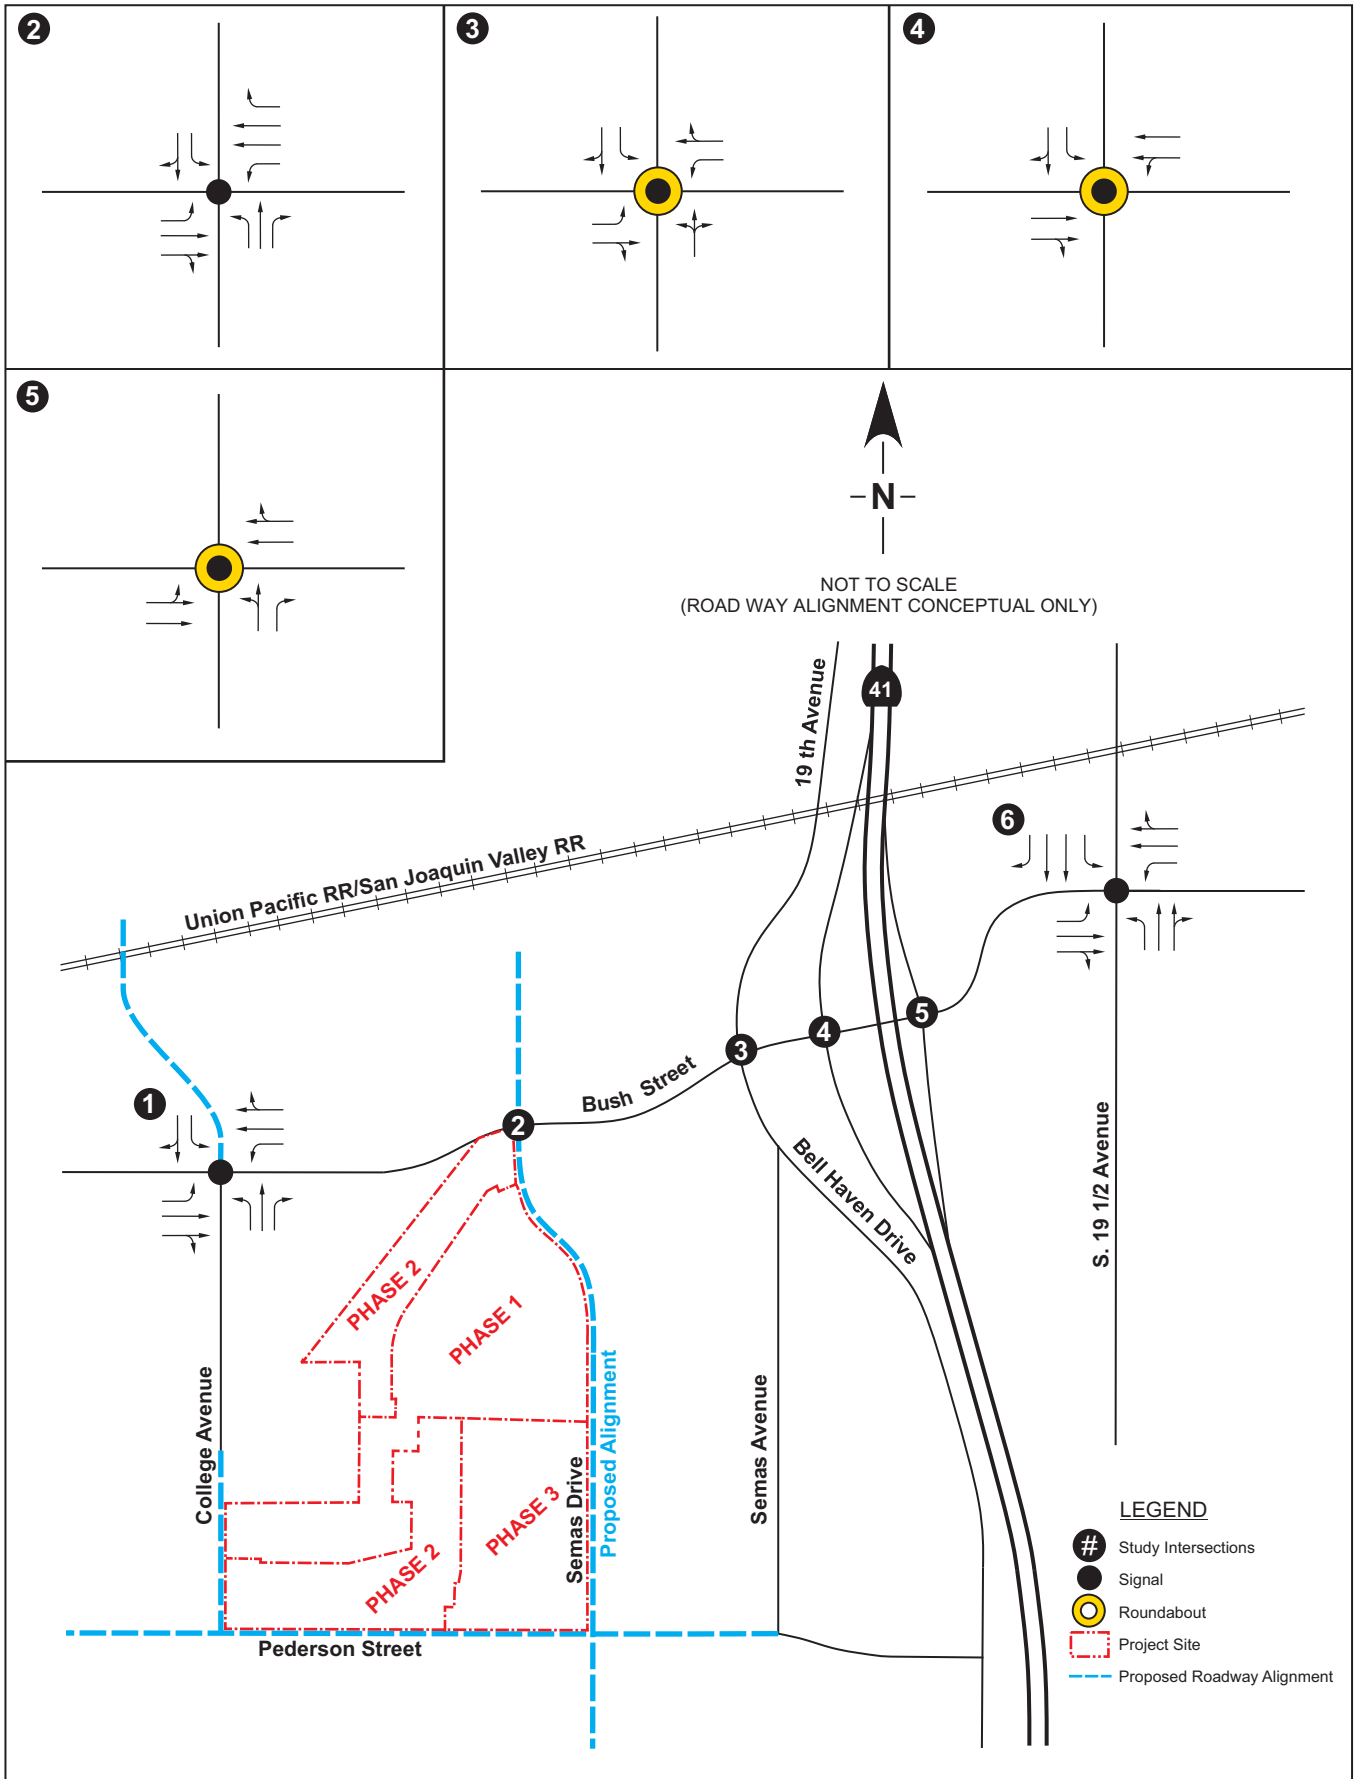 2
3
4
5
N
NOT TO SCALE
(ROAD WAY ALIGNMENT CONCEPTUAL ONLY)
19 th Avenue
41
Union Pacific RR/San Joaquin Valley RR
6
5
4
3
Bush Street
2
1
Bell Haven Drive
S. 19 1/2 Avenue
PHASE 2
PHASE 1
College Avenue
Semas Drive
Proposed Alignment
Semas Avenue
PHASE 3
PHASE 2
Pederson Street
LEGEND
# Study Intersections
Signal
Roundabout
Project Site
Proposed Roadway Alignment